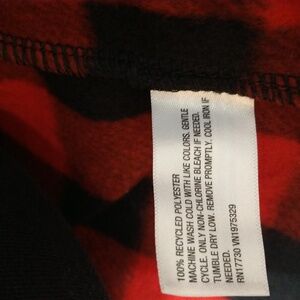 100% RECYCLED POLYESTER
MACHINE WASH COLD WITH LIKE COLORS. GENTLE
CYCLE. ONLY NON-CHLORINE BLEACH IF NEEDED.
TUMBLE DRY LOW. REMOVE PROMPTLY. COOL IRON IF
NEEDED.
RN17730 VN1975329